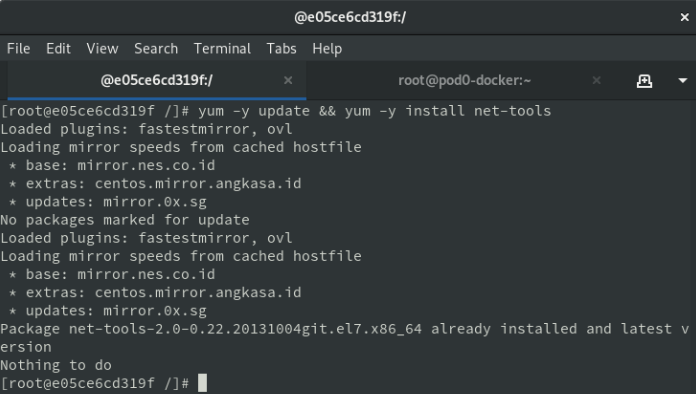 @e05ce6cd319f:/
File Edit View Search Terminal Tabs Help
@e05ce6cd319f:/ root@pod0-docker:~
[root@e05ce6cd319f /]# yum -y update && yum -y install net-tools
Loaded plugins: fastestmirror, ovl
Loading mirror speeds from cached hostfile
* base: mirror.nes.co.id
* extras: centos.mirror.angkasa.id
* updates: mirror.0x.sg
No packages marked for update
Loaded plugins: fastestmirror, ovl
Loading mirror speeds from cached hostfile
* base: mirror.nes.co.id
* extras: centos.mirror.angkasa.id
* updates: mirror.0x.sg
Package net-tools-2.0-0.22.20131004git.el7.x86_64 already installed and latest v
ersion
Nothing to do
[root@e05ce6cd319f /]#